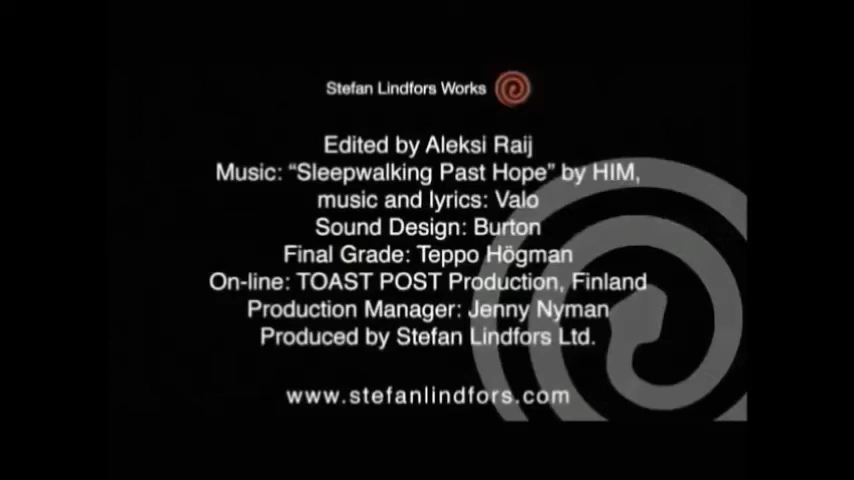 Stefan Lindfors Works
Edited by Aleksi Raij
Music: “Sleepwalking Past Hope” by HIM,
music and lyrics: Valo
Sound Design: Burton
Final Grade: Teppo Högman
On-line: TOAST POST Production, Finland
Production Manager: Jenny Nyman
Produced by Stefan Lindfors Ltd.
www.stefanlindfors.com